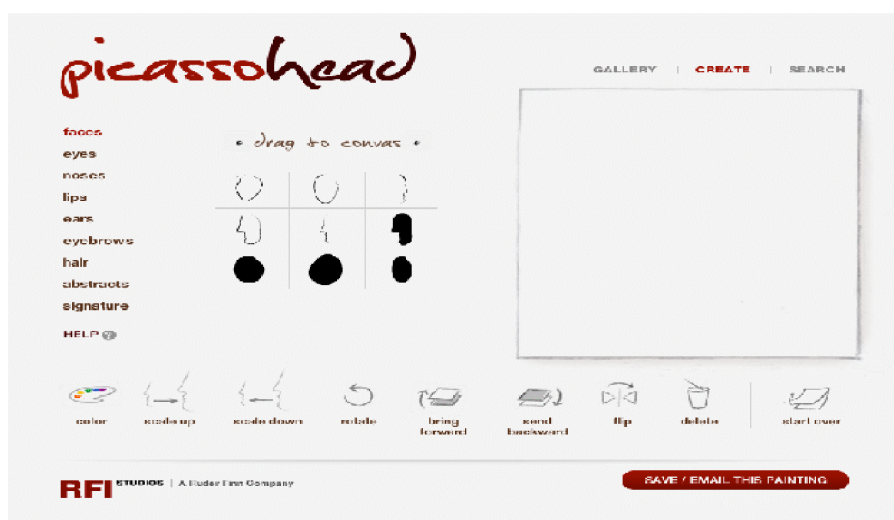 picassohead
GALLERY | CREATE | SEARCH
faces
eyes
noses
lips
ears
eyebrows
hair
abstracts
signature
HELP ?
• drag to canvas •
color
scale up
scale down
rotate
bring
forward
send
backward
flip
delete
start over
RFI STUDIOS | A Ruder Finn Company
SAVE / EMAIL THIS PAINTING